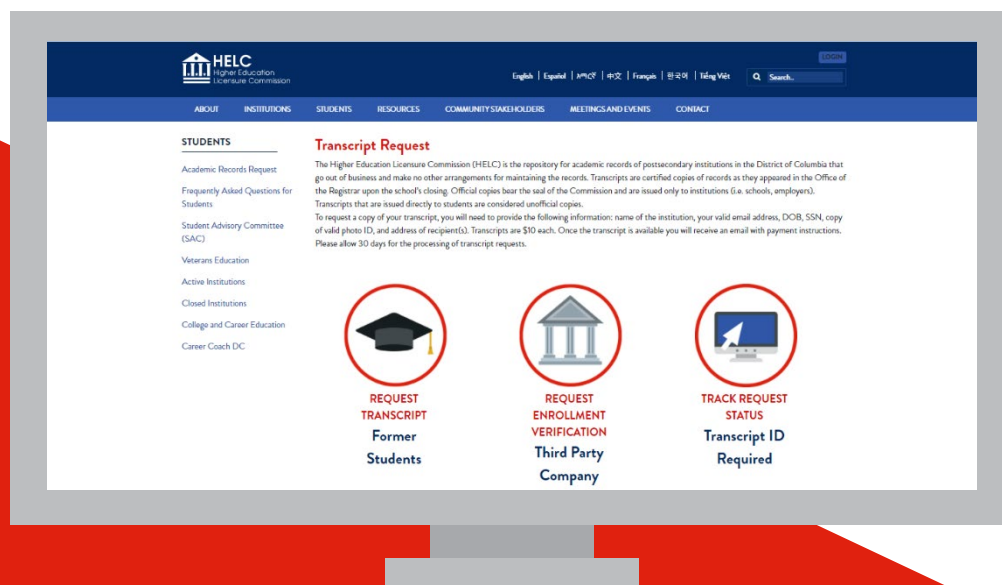 HELC
Higher Education
Licensure Commission
LOGIN
English | Español | አማርኛ | 中文 | Français | 한국어 | Tiếng Việt
Search..
ABOUT INSTITUTIONS STUDENTS RESOURCES COMMUNITY STAKEHOLDERS MEETINGS AND EVENTS CONTACT
STUDENTS
Academic Records Request
Frequently Asked Questions for
Students
Student Advisory Committee
(SAC)
Veterans Education
Active Institutions
Closed Institutions
College and Career Education
Career Coach DC
Transcript Request
The Higher Education Licensure Commission (HELC) is the repository for academic records of postsecondary institutions in the District of Columbia that
go out of business and make no other arrangements for maintaining the records. Transcripts are certified copies of records as they appeared in the Office of
the Registrar upon the school's closing. Official copies bear the seal of the Commission and are issued only to institutions (i.e. schools, employers).
Transcripts that are issued directly to students are considered unofficial copies.
To request a copy of your transcript, you will need to provide the following information: name of the institution, your valid email address, DOB, SSN, copy
of valid photo ID, and address of recipient(s). Transcripts are $10 each. Once the transcript is available you will receive an email with payment instructions.
Please allow 30 days for the processing of transcript requests.
REQUEST
TRANSCRIPT
Former
Students
REQUEST
ENROLLMENT
VERIFICATION
Third Party
Company
TRACK REQUEST
STATUS
Transcript ID
Required